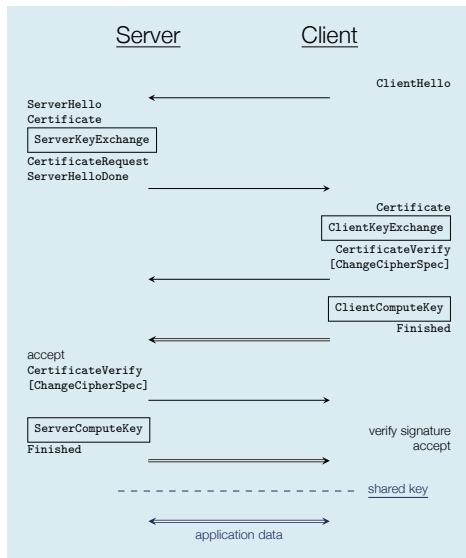 Server Client
ClientHello
ServerHello
Certificate
ServerKeyExchange
CertificateRequest
ServerHelloDone
Certificate
ClientKeyExchange
CertificateVerify
[ChangeCipherSpec]
ClientComputeKey
Finished
accept
CertificateVerify
[ChangeCipherSpec]
ServerComputeKey
Finished
verify signature
accept
shared key
application data